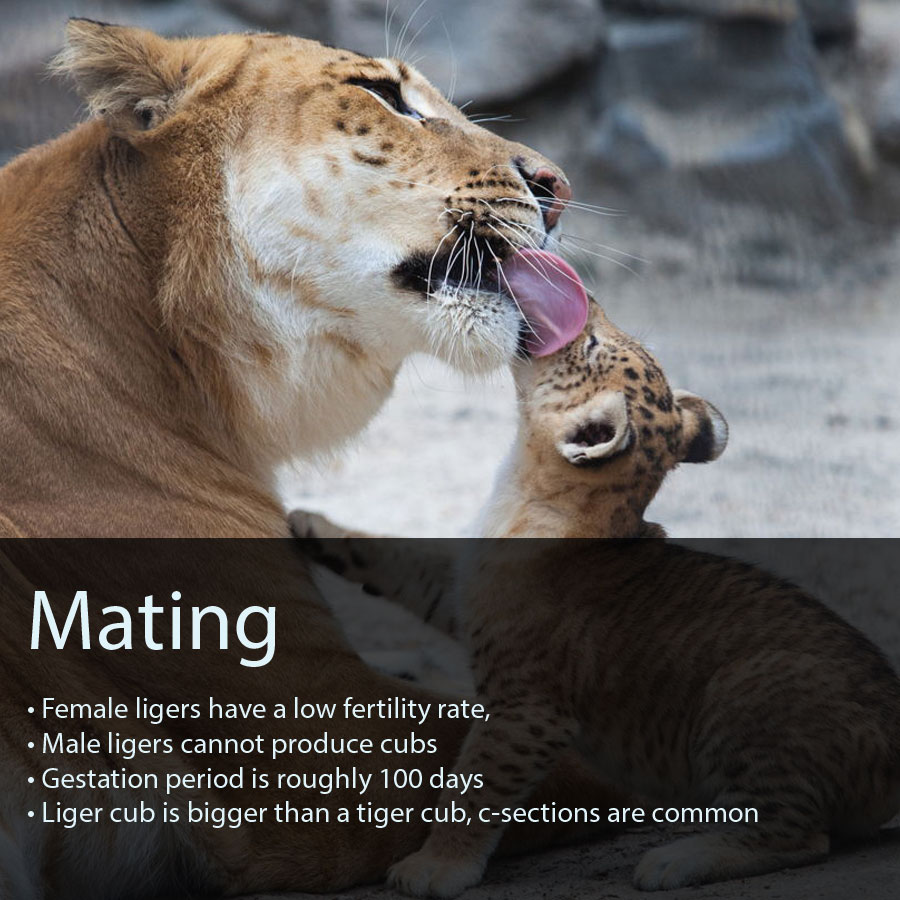 Mating
• Female ligers have a low fertility rate,
• Male ligers cannot produce cubs
• Gestation period is roughly 100 days
• Liger cub is bigger than a tiger cub, c-sections are common